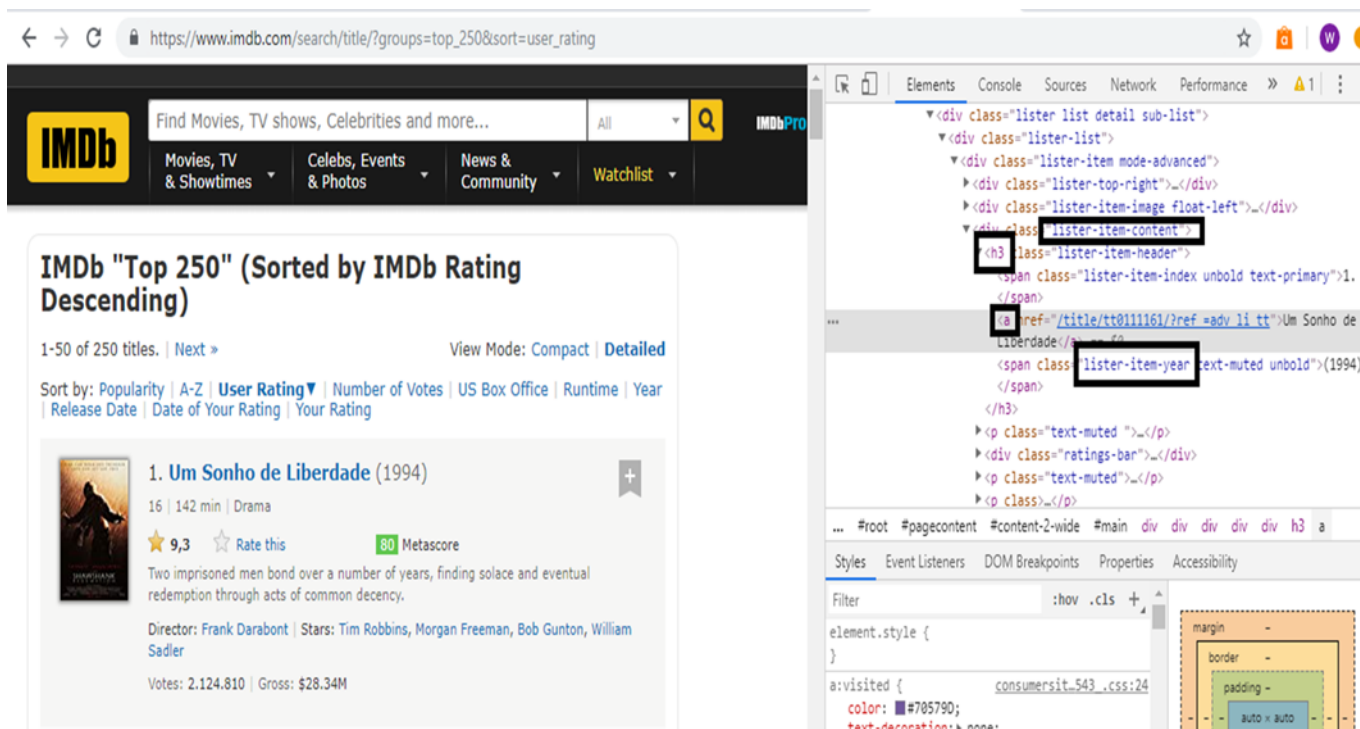 https://www.imdb.com/search/title/?groups=top_250&sort=user_rating
a
W
IMDb
Find Movies, TV shows, Celebrities and more...
All
IMDbPro
Movies, TV
& Showtimes
Celebs, Events
& Photos
News &
Community
Watchlist
IMDb "Top 250" (Sorted by IMDb Rating
Descending)
1-50 of 250 titles. | Next »
View Mode: Compact | Detailed
Sort by: Popularity | A-Z | User Rating▼ | Number of Votes | US Box Office | Runtime | Year
| Release Date | Date of Your Rating | Your Rating
1. Um Sonho de Liberdade (1994)
16 | 142 min | Drama
9,3
Rate this
80 Metascore
Two imprisoned men bond over a number of years, finding solace and eventual
redemption through acts of common decency.
Director: Frank Darabont | Stars: Tim Robbins, Morgan Freeman, Bob Gunton, William
Sadler
Votes: 2.124.810 | Gross: $28.34M
Elements Console Sources Network Performance » 1
▼<div class="lister list detail sub-list">
▼<div class="lister-list">
▼<div class="lister-item mode-advanced">
▶<div class="lister-top-right">…</div>
▶<div class="lister-item-image float-left">…</div>
▼<div class="lister-item-content">
▼<h3 class="lister-item-header">
<span class="lister-item-index unbold text-primary">1.
</span>
<a href="/title/tt0111161/?ref_=adv_li_tt">Um Sonho de
Liberdade</a>
<span class="lister-item-year text-muted unbold">(1994)
</span>
</h3>
▶<p class="text-muted ">…</p>
▶<div class="ratings-bar">…</div>
▶<p class="text-muted">…</p>
▶<p class>…</p>
... #root #pagecontent #content-2-wide #main div div div div div h3 a
Styles Event Listeners DOM Breakpoints Properties Accessibility
Filter
:hov .cls +
element.style {
}
a:visited {
consumersit…543_.css:24
color: #70579D;
text-decoration:▶ none;
margin -
border -
padding -
auto × auto